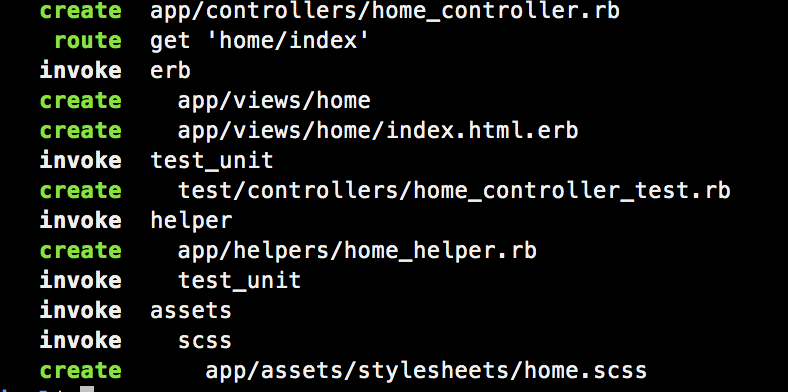 create  app/controllers/home_controller.rb
route  get 'home/index'
invoke  erb
create    app/views/home
create    app/views/home/index.html.erb
invoke  test_unit
create    test/controllers/home_controller_test.rb
invoke  helper
create    app/helpers/home_helper.rb
invoke    test_unit
invoke  assets
invoke    scss
create      app/assets/stylesheets/home.scss